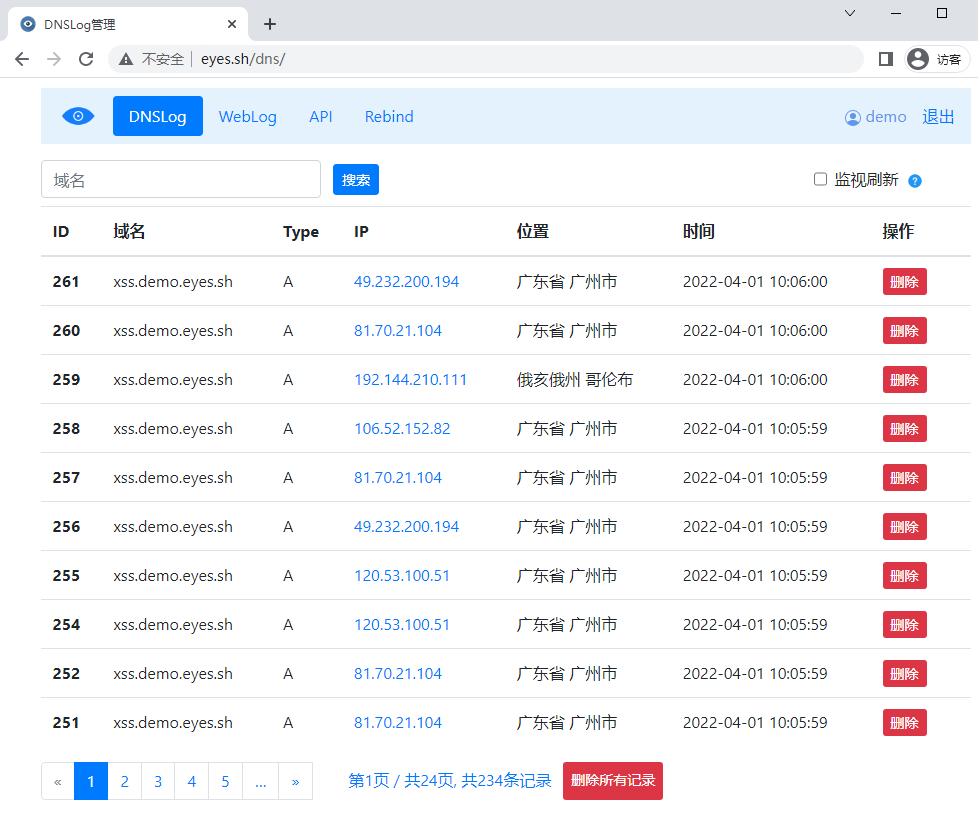 DNSLog管理
不安全 eyes.sh/dns/ 访客
DNSLog WebLog API Rebind demo 退出
域名 搜索 监视刷新 ?
ID 域名 Type IP 位置 时间 操作
261 xss.demo.eyes.sh A 49.232.200.194 广东省 广州市 2022-04-01 10:06:00 删除
260 xss.demo.eyes.sh A 81.70.21.104 广东省 广州市 2022-04-01 10:06:00 删除
259 xss.demo.eyes.sh A 192.144.210.111 俄亥俄州 哥伦布 2022-04-01 10:06:00 删除
258 xss.demo.eyes.sh A 106.52.152.82 广东省 广州市 2022-04-01 10:05:59 删除
257 xss.demo.eyes.sh A 81.70.21.104 广东省 广州市 2022-04-01 10:05:59 删除
256 xss.demo.eyes.sh A 49.232.200.194 广东省 广州市 2022-04-01 10:05:59 删除
255 xss.demo.eyes.sh A 120.53.100.51 广东省 广州市 2022-04-01 10:05:59 删除
254 xss.demo.eyes.sh A 120.53.100.51 广东省 广州市 2022-04-01 10:05:59 删除
252 xss.demo.eyes.sh A 81.70.21.104 广东省 广州市 2022-04-01 10:05:59 删除
251 xss.demo.eyes.sh A 81.70.21.104 广东省 广州市 2022-04-01 10:05:59 删除
« 1 2 3 4 5 ... » 第1页 / 共24页, 共234条记录 删除所有记录